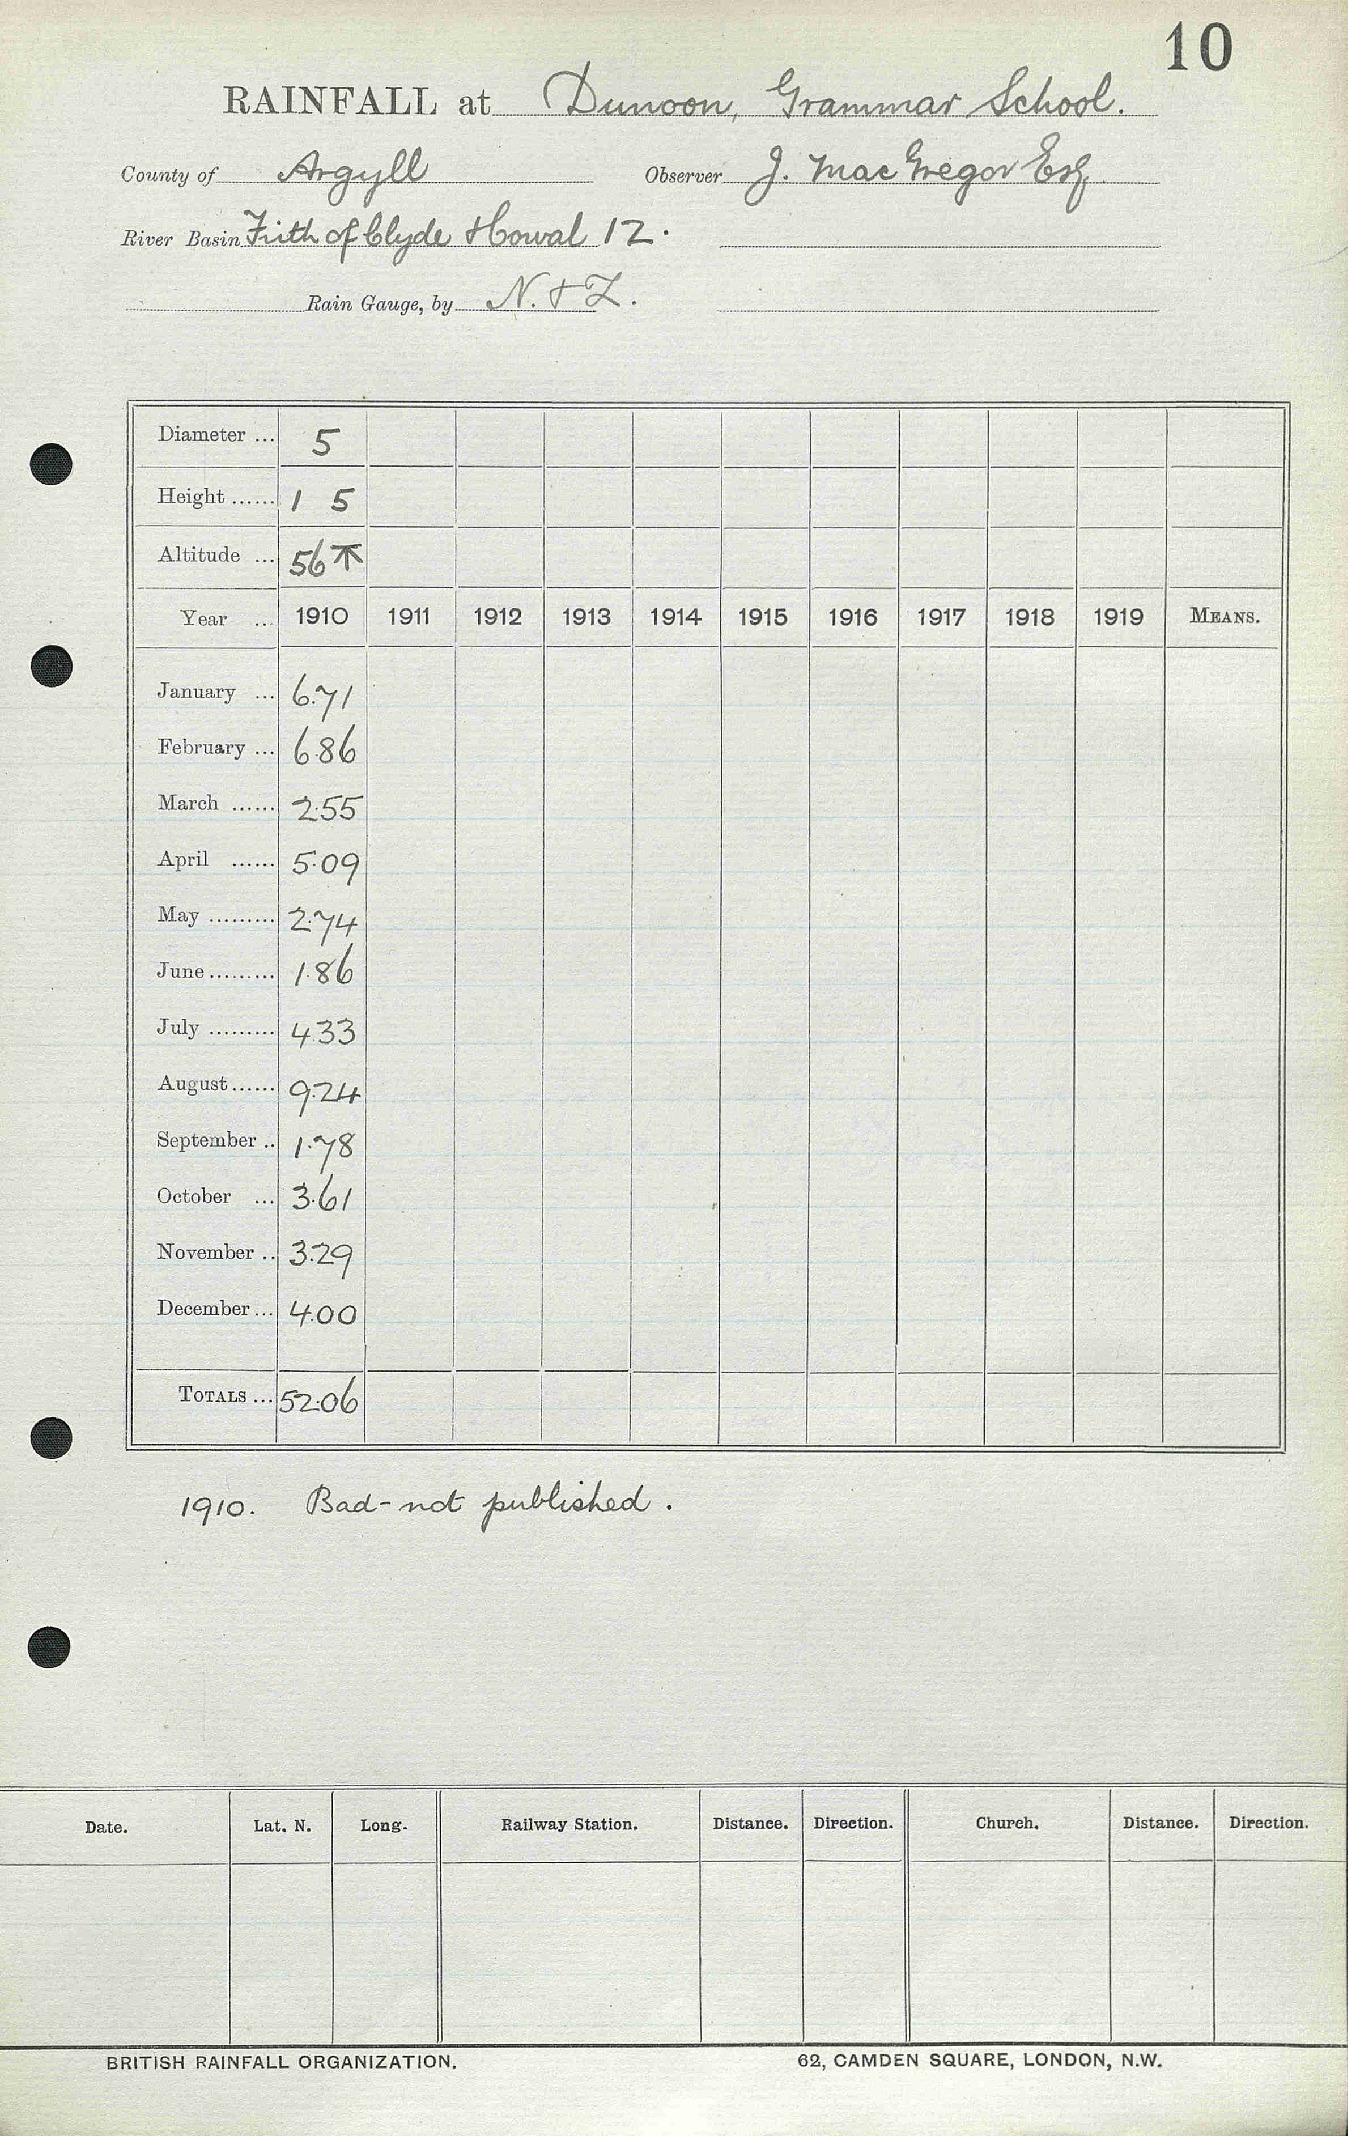 10
RAINFALL at Dunoon, Grammar School.
County of Argyll Observer J. MacGregor Esq
River Basin Frith of Clyde & Cowal 12.
Rain Gauge, by N. & Z.
Diameter ... 5
Height ...... 1 5
Altitude ... 56
Year ... 1910 1911 1912 1913 1914 1915 1916 1917 1918 1919 MEANS.
January ... 6.71
February ... 6.86
March ...... 2.55
April ...... 5.09
May ......... 2.74
June ......... 1.86
July ......... 4.33
August ...... 9.24
September .. 1.78
October ... 3.61
November .. 3.29
December ... 4.00
TOTALS ... 52.06
1910. Bad - not published.
Date. Lat. N. Long. Railway Station. Distance. Direction. Church. Distance. Direction.
BRITISH RAINFALL ORGANIZATION. 62, CAMDEN SQUARE, LONDON, N.W.